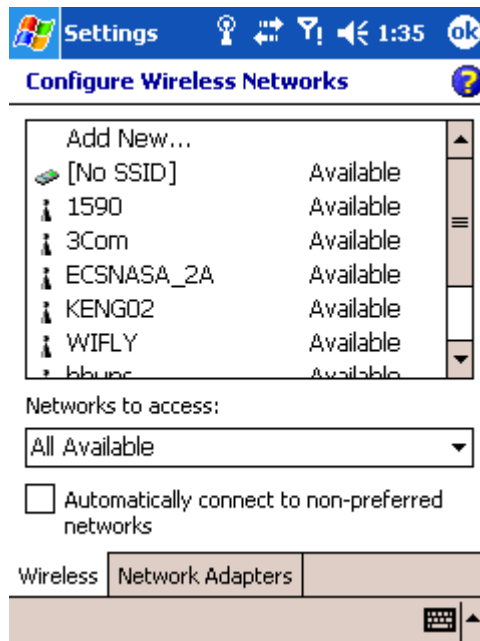 Settings 1:35 ok
Configure Wireless Networks
Add New...
[No SSID] Available
1590 Available
3Com Available
ECSNASA_2A Available
KENG02 Available
WIFLY Available
Available
Networks to access:
All Available
Automatically connect to non-preferred
networks
Wireless Network Adapters